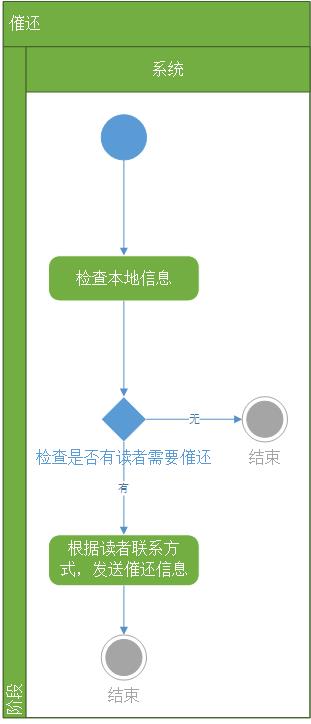 催还
系统
检查本地信息
无
检查是否有读者需要催还
结束
有
根据读者联系方
式，发送催还信息
结束
阶段